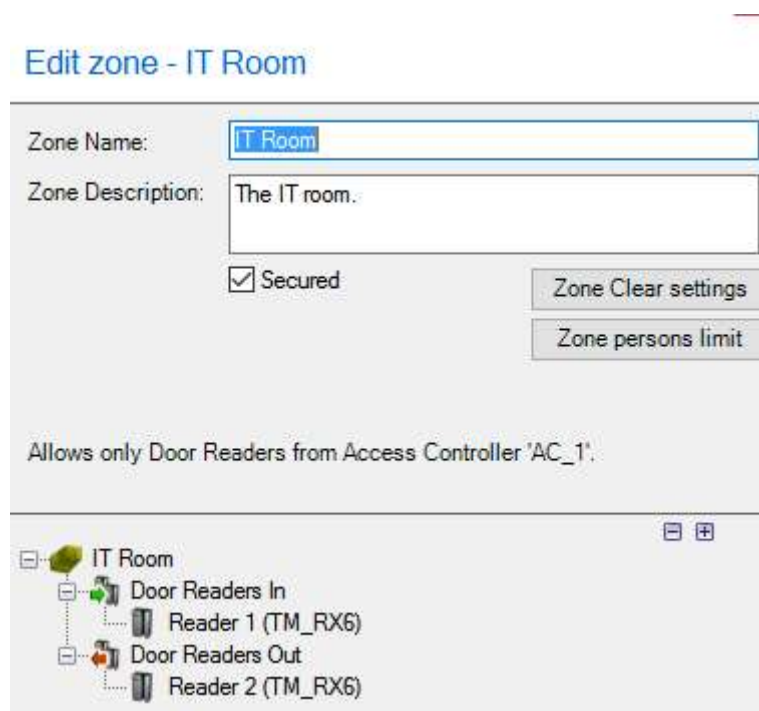 Edit zone - IT Room
Zone Name: IT Room
Zone Description: The IT room.
Secured
Zone Clear settings
Zone persons limit
Allows only Door Readers from Access Controller 'AC_1'.
IT Room
Door Readers In
Reader 1 (TM_RX6)
Door Readers Out
Reader 2 (TM_RX6)